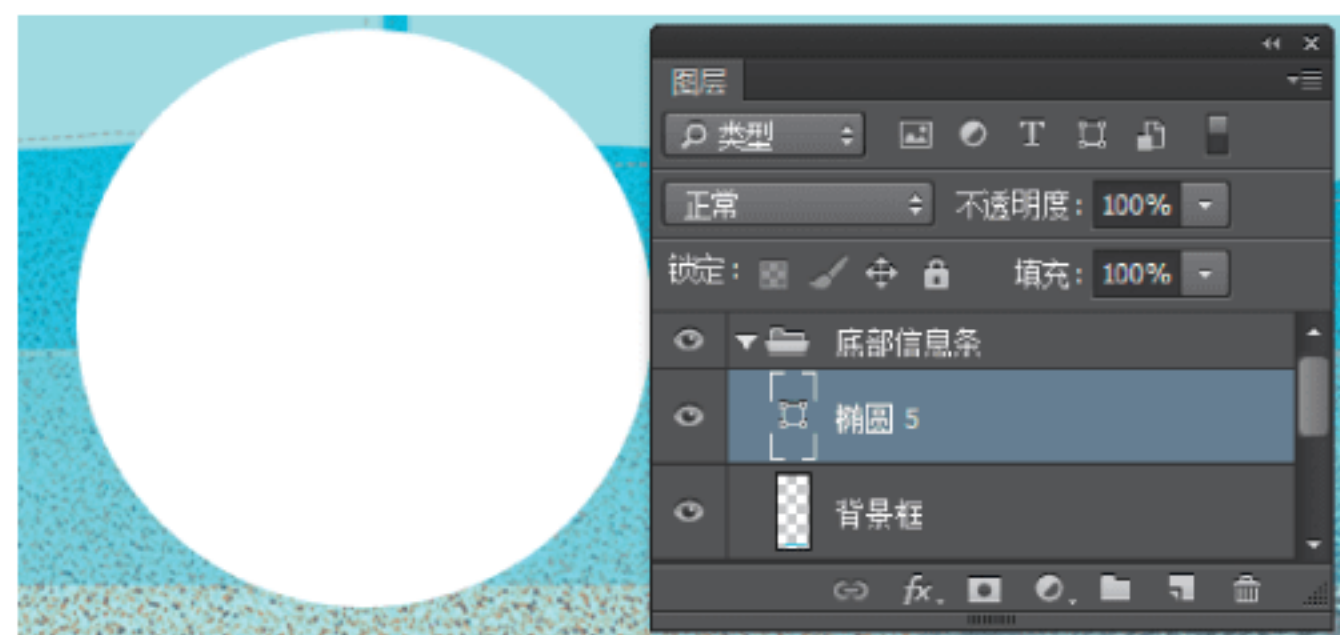 图层
类型
正常 不透明度: 100%
锁定: 填充: 100%
底部信息条
椭圆 5
背景框
fx.